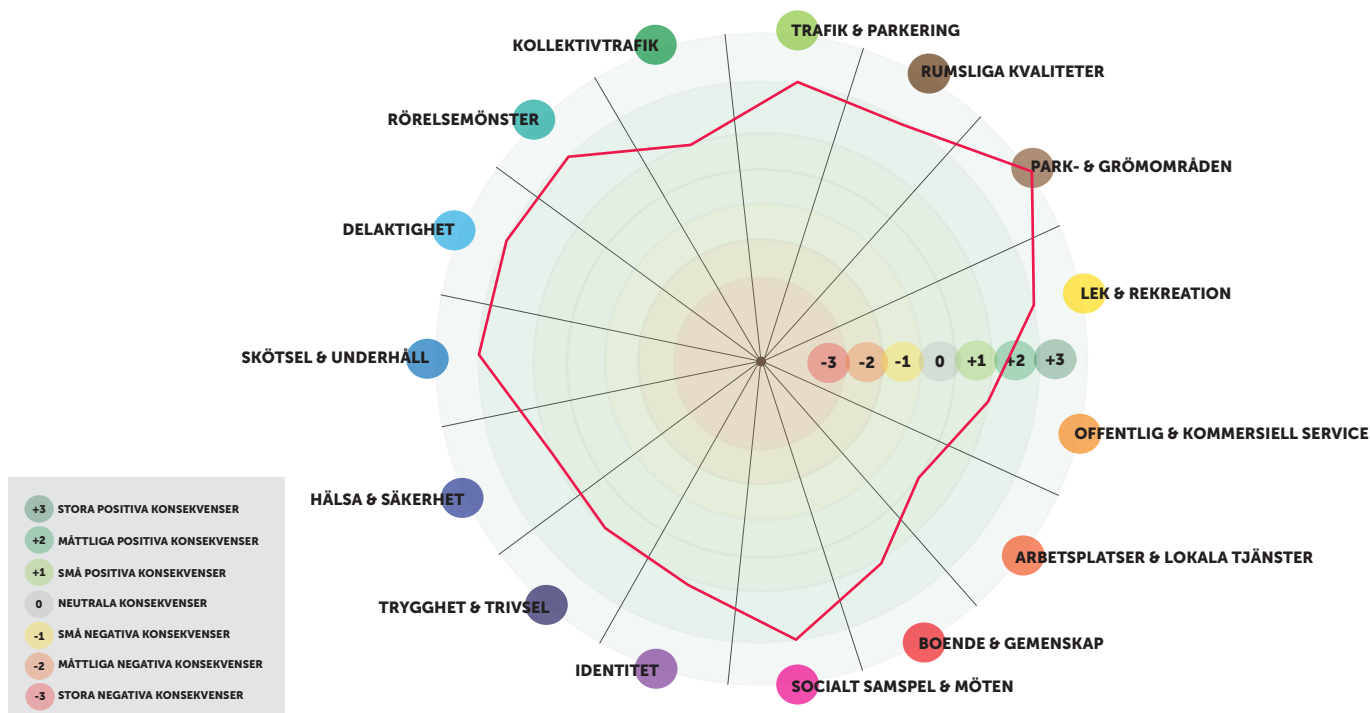 TRAFIK & PARKERING
KOLLEKTIVTRAFIK
RUMSLIGA KVALITETER
RÖRELSEMÖNSTER
PARK- & GRÖMOMRÅDEN
DELAKTIGHET
LEK & REKREATION
SKÖTSEL & UNDERHÅLL
-3 -2 -1 0 +1 +2 +3
OFFENTLIG & KOMMERSIELL SERVICE
HÄLSA & SÄKERHET
ARBETSPLATSER & LOKALA TJÄNSTER
TRYGGHET & TRIVSEL
BOENDE & GEMENSKAP
IDENTITET
SOCIALT SAMSPEL & MÖTEN
+3 STORA POSITIVA KONSEKVENSER
+2 MÅTTLIGA POSITIVA KONSEKVENSER
+1 SMÅ POSITIVA KONSEKVENSER
0 NEUTRALA KONSEKVENSER
-1 SMÅ NEGATIVA KONSEKVENSER
-2 MÅTTLIGA NEGATIVA KONSEKVENSER
-3 STORA NEGATIVA KONSEKVENSER